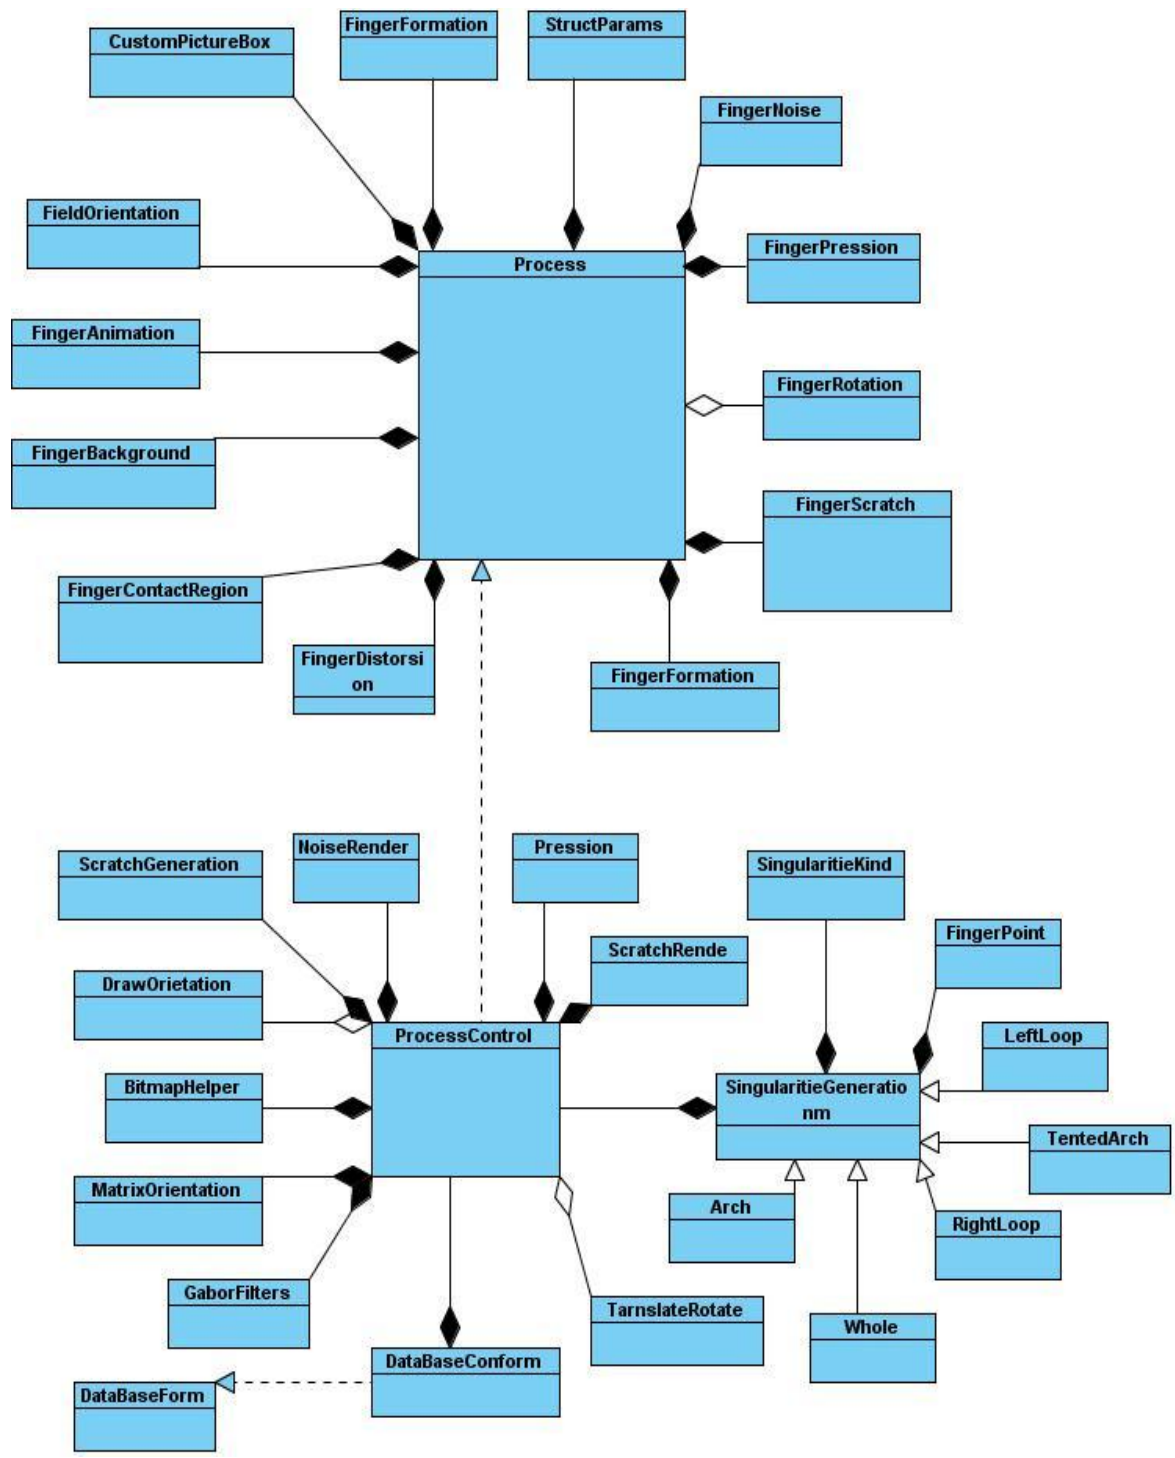 FingerFormation
StructParams
CustomPictureBox
FingerNoise
FieldOrientation
FingerPression
Process
FingerAnimation
FingerRotation
FingerBackground
FingerScratch
FingerContactRegion
FingerDistorsi
on
FingerFormation
NoiseRender
Pression
ScratchGeneration
SingularitieKind
FingerPoint
ScratchRende
DrawOrietation
ProcessControl
LeftLoop
BitmapHelper
SingularitieGeneratio
nm
TentedArch
MatrixOrientation
Arch
RightLoop
GaborFilters
TarnslateRotate
Whole
DataBaseConform
DataBaseForm